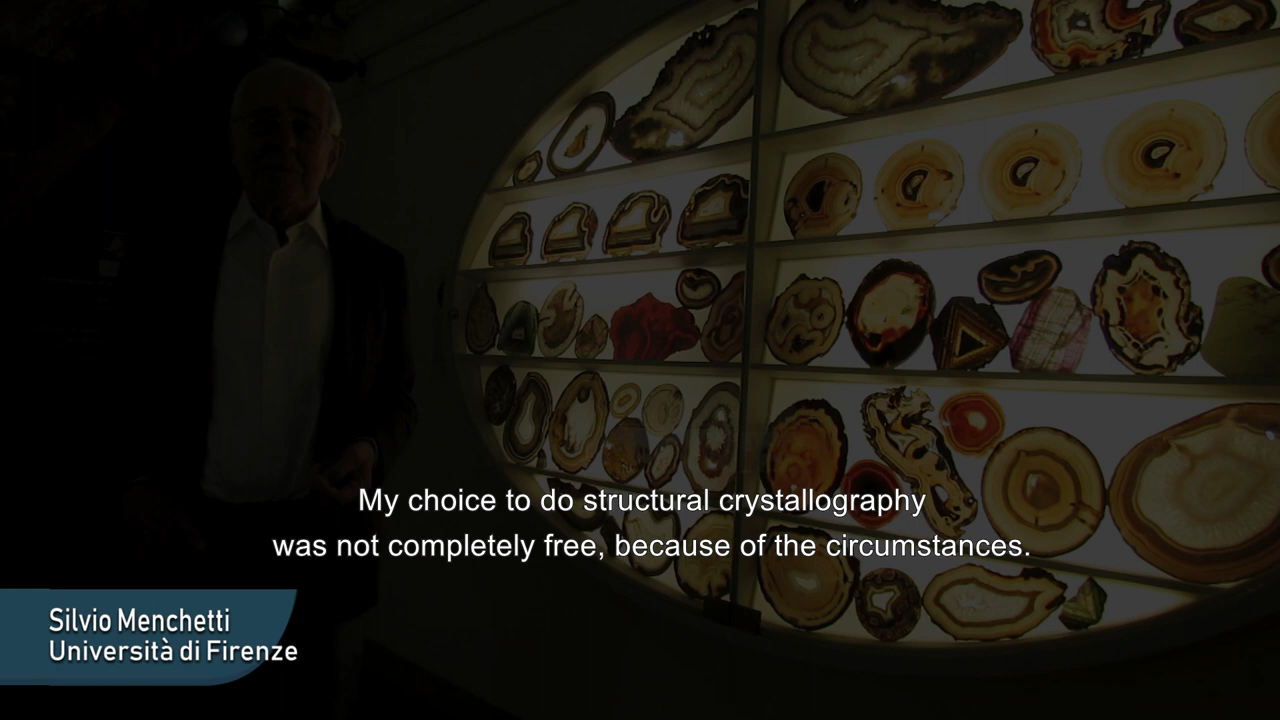 My choice to do structural crystallography
was not completely free, because of the circumstances.
Silvio Menchetti
Università di Firenze